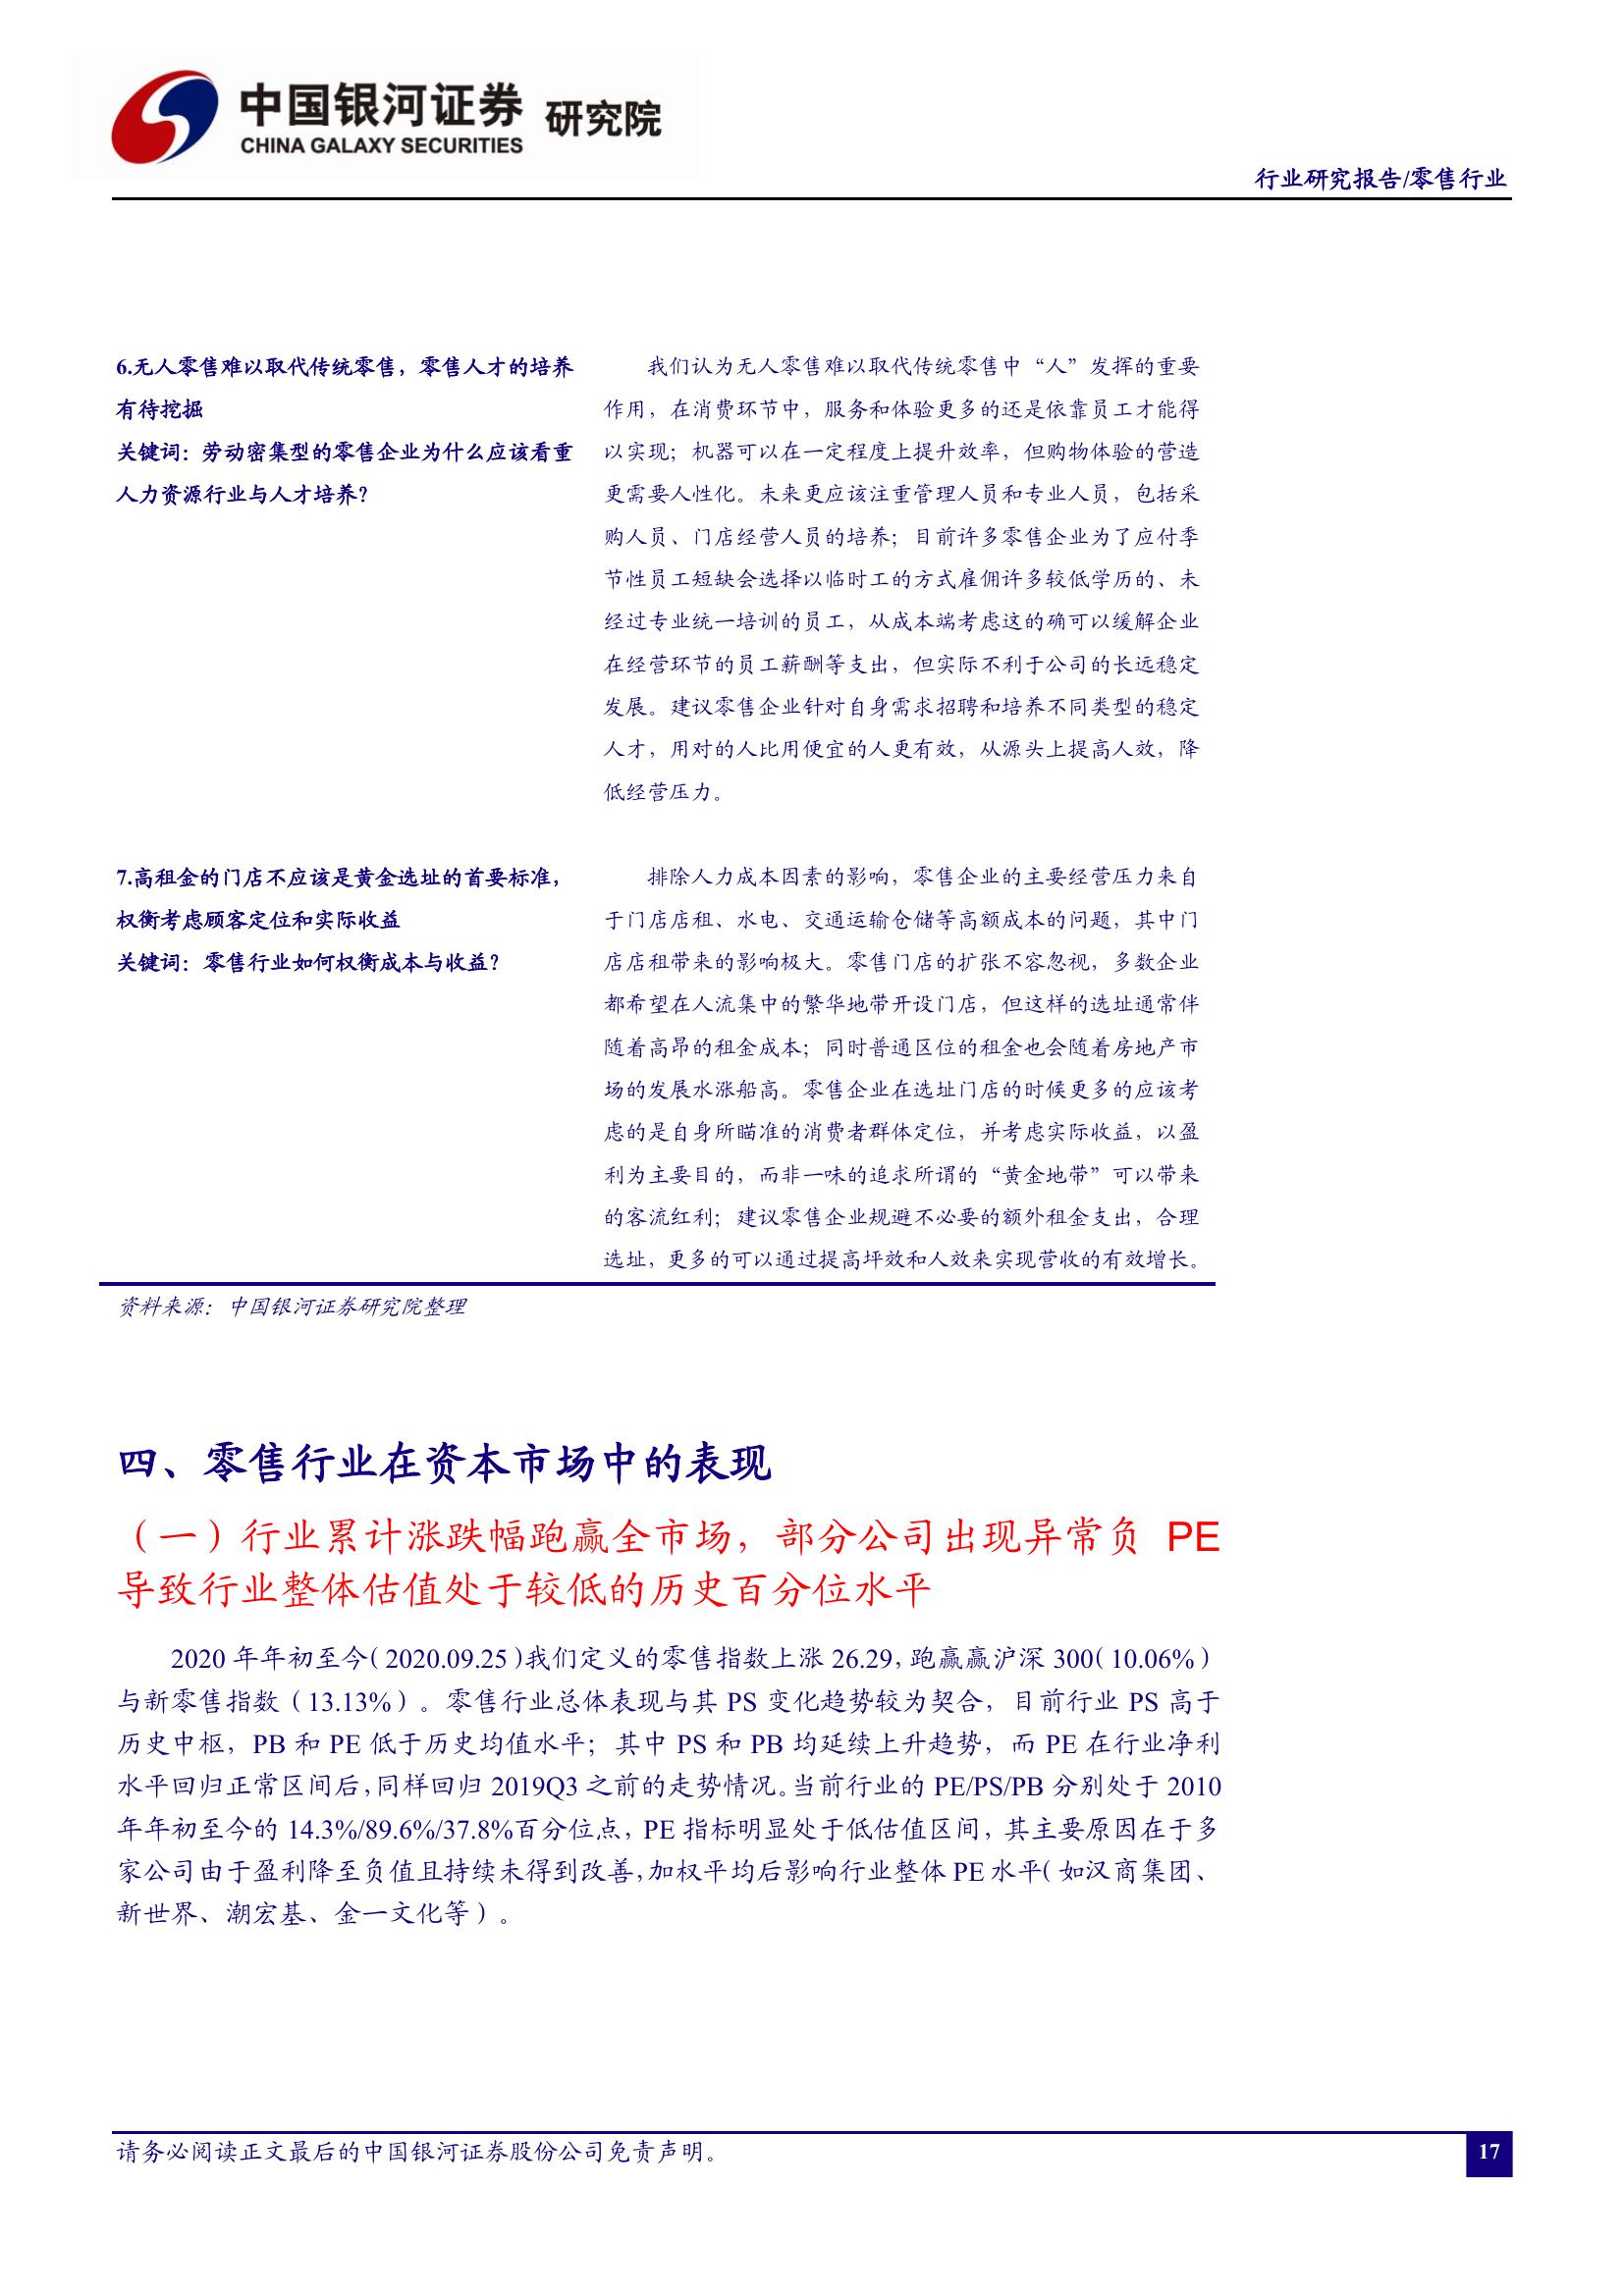 中国银河证券 研究院
CHINA GALAXY SECURITIES
行业研究报告/零售行业
6.无人零售难以取代传统零售，零售人才的培养
有待挖掘
关键词：劳动密集型的零售企业为什么应该看重
人力资源行业与人才培养？
我们认为无人零售难以取代传统零售中“人”发挥的重要
作用，在消费环节中，服务和体验更多的还是依靠员工才能得
以实现；机器可以在一定程度上提升效率，但购物体验的营造
更需要人性化。未来更应该注重管理人员和专业人员，包括采
购人员、门店经营人员的培养；目前许多零售企业为了应付季
节性员工短缺会选择以临时工的方式雇佣许多较低学历的、未
经过专业统一培训的员工，从成本端考虑这的确可以缓解企业
在经营环节的员工薪酬等支出，但实际不利于公司的长远稳定
发展。建议零售企业针对自身需求招聘和培养不同类型的稳定
人才，用对的人比用便宜的人更有效，从源头上提高人效，降
低经营压力。
7.高租金的门店不应该是黄金选址的首要标准，
权衡考虑顾客定位和实际收益
关键词：零售行业如何权衡成本与收益？
排除人力成本因素的影响，零售企业的主要经营压力来自
于门店店租、水电、交通运输仓储等高额成本的问题，其中门
店店租带来的影响极大。零售门店的扩张不容忽视，多数企业
都希望在人流集中的繁华地带开设门店，但这样的选址通常伴
随着高昂的租金成本；同时普通区位的租金也会随着房地产市
场的发展水涨船高。零售企业在选址门店的时候更多的应该考
虑的是自身所瞄准的消费者群体定位，并考虑实际收益，以盈
利为主要目的，而非一味的追求所谓的“黄金地带”可以带来
的客流红利；建议零售企业规避不必要的额外租金支出，合理
选址，更多的可以通过提高坪效和人效来实现营收的有效增长。
资料来源：中国银河证券研究院整理
四、零售行业在资本市场中的表现
（一）行业累计涨跌幅跑赢全市场，部分公司出现异常负 PE
导致行业整体估值处于较低的历史百分位水平
2020 年年初至今（2020.09.25）我们定义的零售指数上涨 26.29，跑赢赢沪深 300（10.06%）
与新零售指数（13.13%）。零售行业总体表现与其 PS 变化趋势较为契合，目前行业 PS 高于
历史中枢，PB 和 PE 低于历史均值水平；其中 PS 和 PB 均延续上升趋势，而 PE 在行业净利
水平回归正常区间后，同样回归 2019Q3 之前的走势情况。当前行业的 PE/PS/PB 分别处于 2010
年年初至今的 14.3%/89.6%/37.8%百分位点，PE 指标明显处于低估值区间，其主要原因在于多
家公司由于盈利降至负值且持续未得到改善，加权平均后影响行业整体 PE 水平（如汉商集团、
新世界、潮宏基、金一文化等）。
请务必阅读正文最后的中国银河证券股份公司免责声明。
17